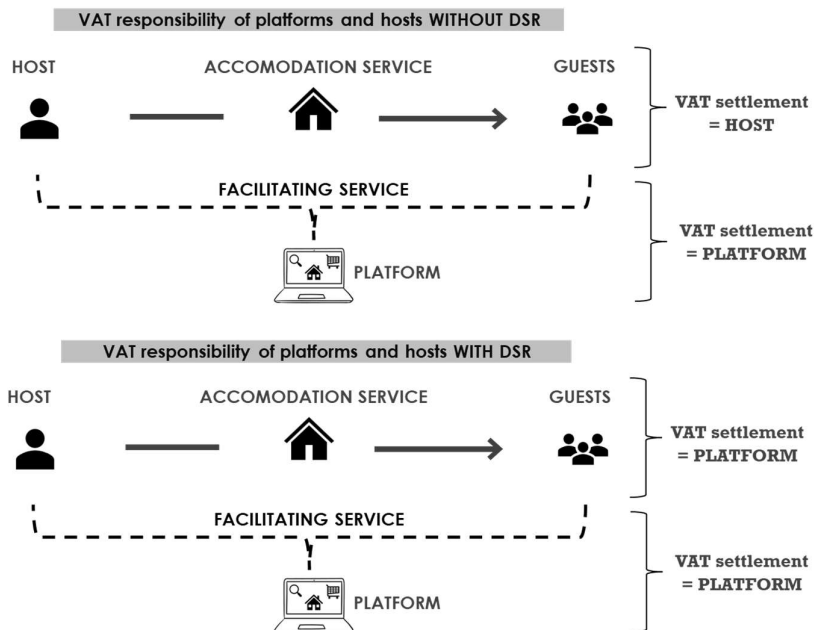 VAT responsibility of platforms and hosts WITHOUT DSR
HOST
ACCOMODATION SERVICE
GUESTS
VAT settlement
= HOST
FACILITATING SERVICE
VAT settlement
= PLATFORM
PLATFORM
VAT responsibility of platforms and hosts WITH DSR
HOST
ACCOMODATION SERVICE
GUESTS
VAT settlement
= PLATFORM
FACILITATING SERVICE
VAT settlement
= PLATFORM
PLATFORM